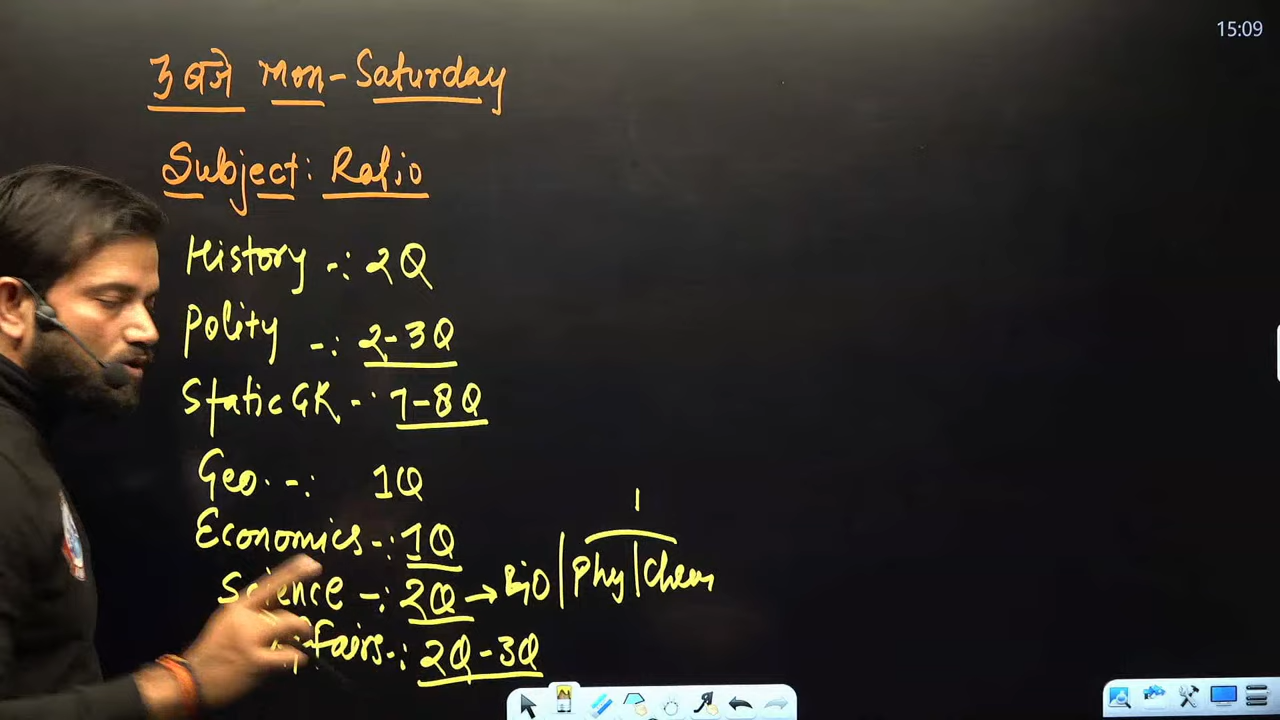 15:09
3 बजे Mon-Saturday
Subject: Ratio
History -: 2Q
Polity -: 2-3Q
Static GK -: 7-8Q
Geo. -: 1Q
1
Economics -: 1Q
Science -: 2Q → Bio | Phy | Chem
ffairs -: 2Q-3Q